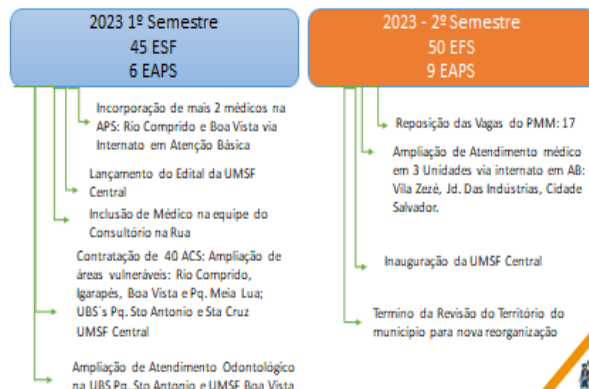 2023 1º Semestre
45 ESF
6 EAPS
Incorporação de mais 2 médicos na
APS: Rio Comprido e Boa Vista via
Internato em Atenção Básica
Lançamento do Edital da UMSF
Central
Inclusão de Médico na equipe do
Consultório na Rua
Contratação de 40 ACS: Ampliação de
áreas vulneráveis: Rio Comprido,
Igarapés, Boa Vista e Pq. Meia Lua;
UBS´s Pq. Sto Antonio e Sta Cruz
UMSF Central
Ampliação de Atendimento Odontológico
na UBS Pq. Sto Antonio e UMSF Boa Vista
2023 - 2º Semestre
50 EFS
9 EAPS
Reposição das Vagas do PMM: 17
Ampliação de Atendimento médico
em 3 Unidades via internato em AB:
Vila Zezé, Jd. Das Indústrias, Cidade
Salvador.
Inauguração da UMSF Central
Termino da Revisão do Território do
município para nova reorganização